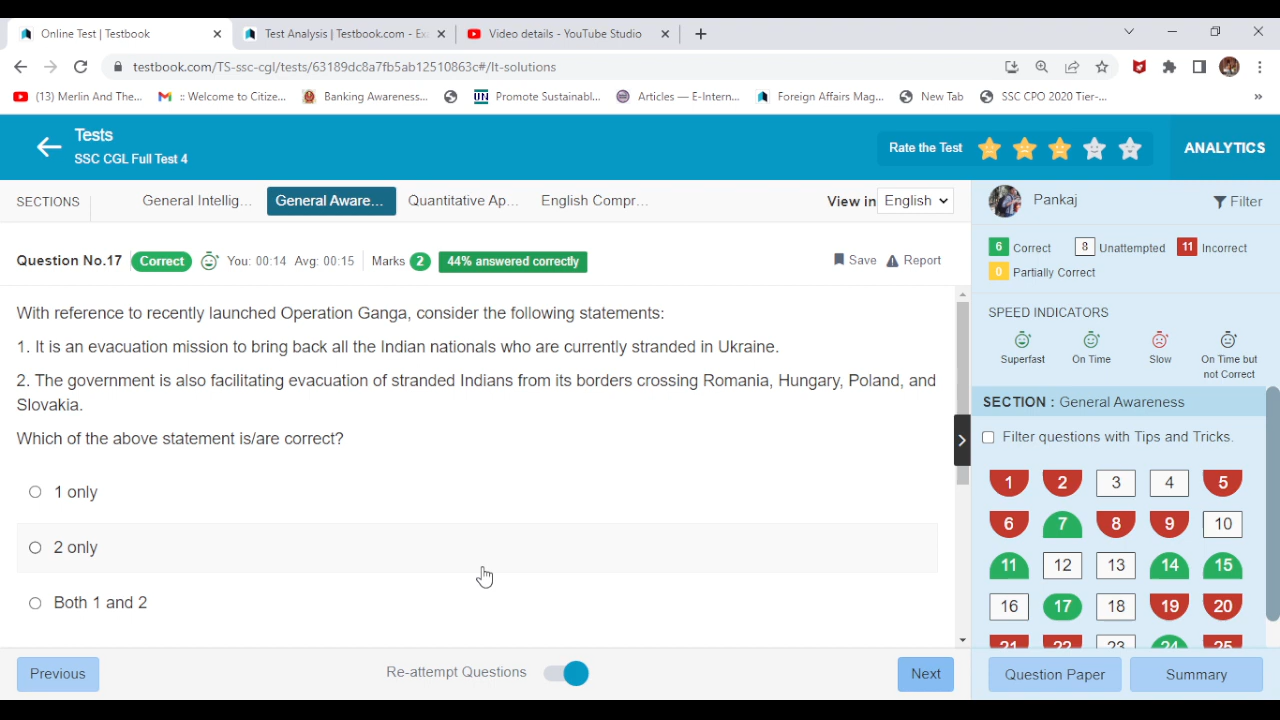 Online Test | Testbook
Test Analysis | Testbook.com - Ex
Video details - YouTube Studio
testbook.com/TS-ssc-cgl/tests/63189dc8a7fb5ab12510863c#/lt-solutions
(13) Merlin And The...
:: Welcome to Citize...
Banking Awareness...
UN Promote Sustainabl...
Articles — E-Intern...
Foreign Affairs Mag...
New Tab
SSC CPO 2020 Tier-...
»
Tests
SSC CGL Full Test 4
Rate the Test
ANALYTICS
SECTIONS
General Intellig...
General Aware...
Quantitative Ap...
English Compr...
View in English
Pankaj
Filter
Question No.17 Correct You: 00:14 Avg: 00:15 Marks 2 44% answered correctly
Save Report
6 Correct 8 Unattempted 11 Incorrect
0 Partially Correct
With reference to recently launched Operation Ganga, consider the following statements:
1. It is an evacuation mission to bring back all the Indian nationals who are currently stranded in Ukraine.
2. The government is also facilitating evacuation of stranded Indians from its borders crossing Romania, Hungary, Poland, and
Slovakia.
Which of the above statement is/are correct?
1 only
2 only
Both 1 and 2
SPEED INDICATORS
Superfast
On Time
Slow
On Time but
not Correct
SECTION : General Awareness
Filter questions with Tips and Tricks.
1 2 3 4 5
6 7 8 9 10
11 12 13 14 15
16 17 18 19 20
21 22 23 24 25
Previous
Re-attempt Questions
Next
Question Paper
Summary